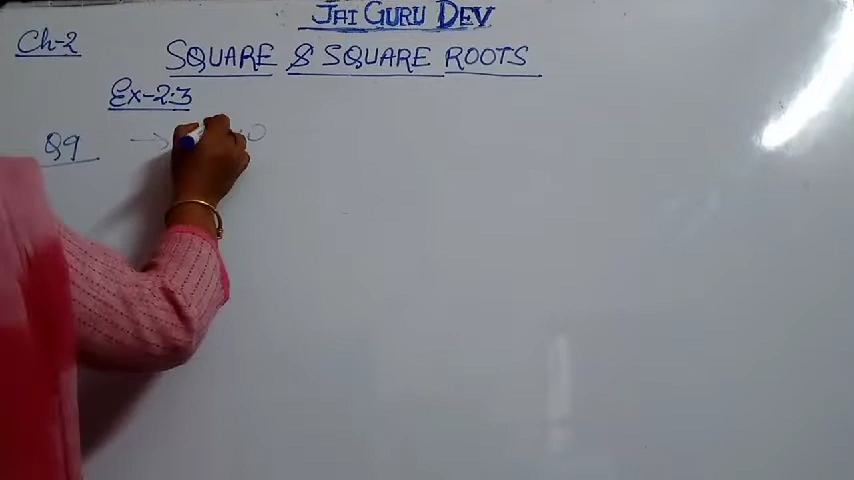 JAI GURU DEV
Ch-2
SQUARE & SQUARE ROOTS
Ex-2.3
Q9 →